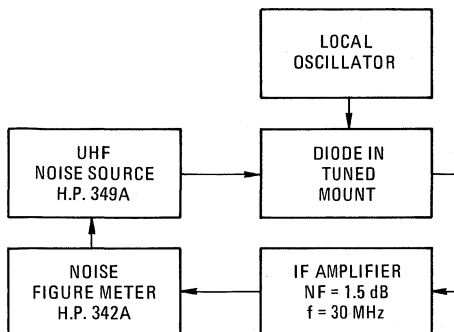 LOCAL
OSCILLATOR
UHF
NOISE SOURCE
H.P. 349A
DIODE IN
TUNED
MOUNT
NOISE
FIGURE METER
H.P. 342A
IF AMPLIFIER
NF = 1.5 dB
f = 30 MHz